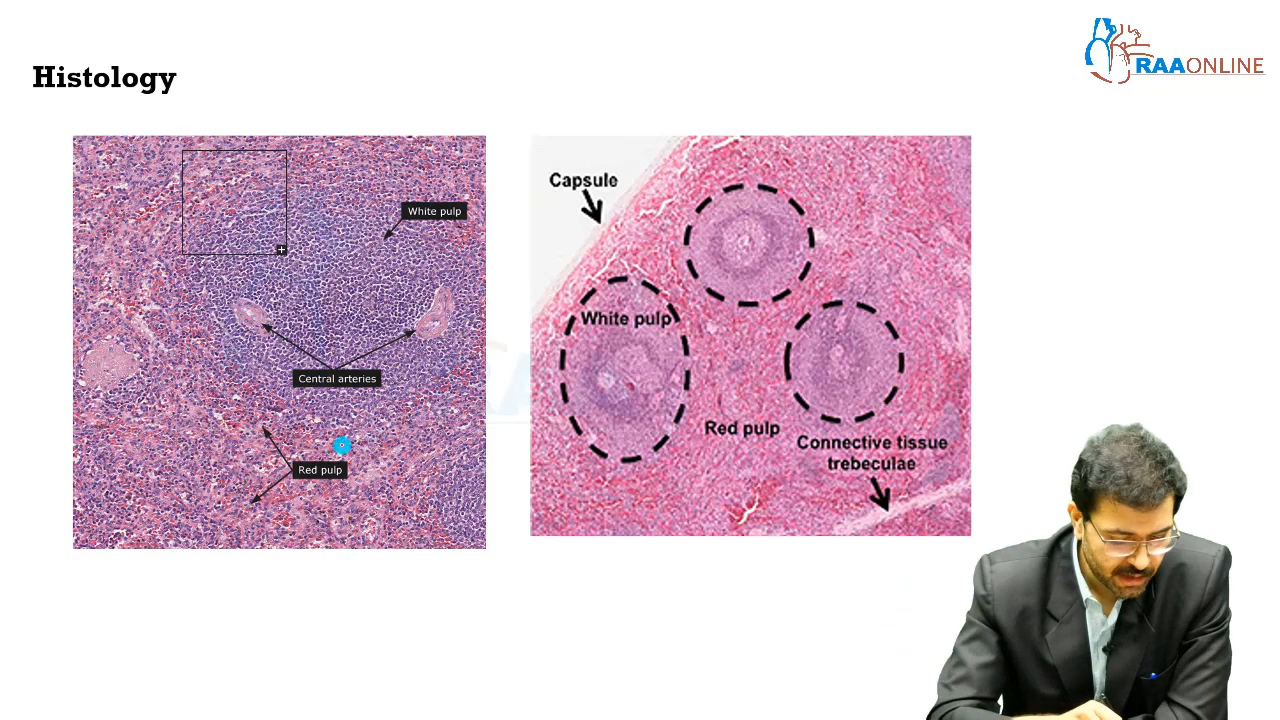 RAAONLINE
Histology
White pulp
Central arteries
Red pulp
Capsule
White pulp
Red pulp
Connective tissue
trebeculae